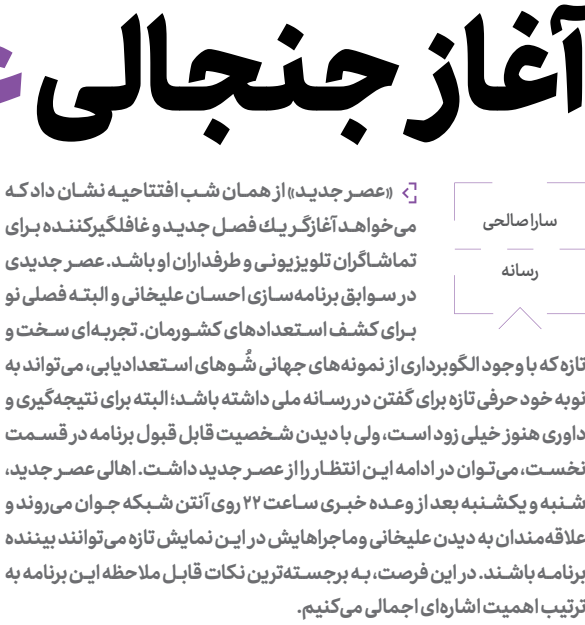 آغاز جنجالی
سارا صالحی
رسانه
«عصر جدید» از همان شب افتتاحیه نشان داد که
می‌خواهد آغازگر یك فصل جدید و غافلگیرکننده برای
تماشاگران تلویزیونی و طرفداران او باشد. عصر جدیدی
در سوابق برنامه‌سازی احسان علیخانی و البته فصلی نو
برای کشف استعدادهای کشورمان. تجربه‌ای سخت و
تازه که با وجود الگوبرداری از نمونه‌های جهانی شُوهای استعدادیابی، می‌تواند به
نوبه خود حرفی تازه برای گفتن در رسانه ملی داشته باشد؛ البته برای نتیجه‌گیری و
داوری هنوز خیلی زود است، ولی با دیدن شخصیت قابل قبول برنامه در قسمت
نخست، می‌توان در ادامه این انتظار را از عصر جدید داشت. اهالی عصر جدید،
شنبه و یکشنبه بعد از وعده خبری ساعت ۲۲ روی آنتن شبکه جوان می‌روند و
علاقه‌مندان به دیدن علیخانی و ماجراهایش در این نمایش تازه می‌توانند بیننده
برنامه باشند. در این فرصت، به برجسته‌ترین نکات قابل ملاحظه این برنامه به
ترتیب اهمیت اشاره‌ای اجمالی می‌کنیم.